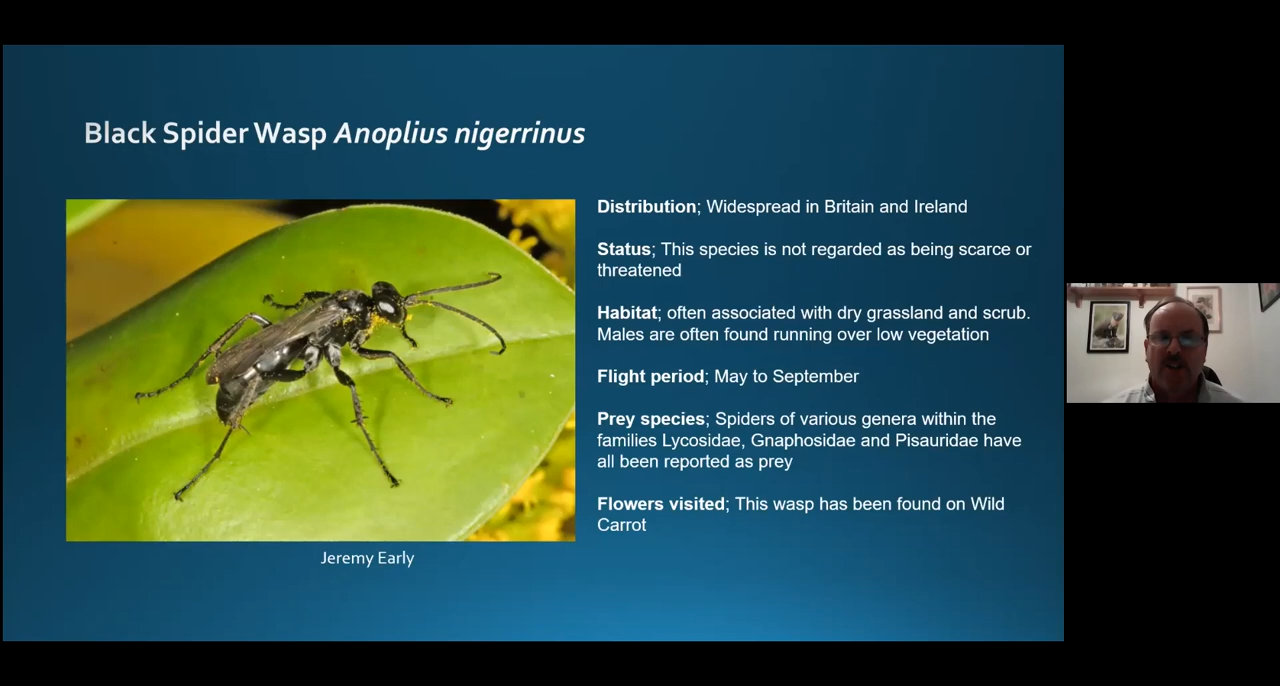 Black Spider Wasp Anoplius nigerrinus
Distribution; Widespread in Britain and Ireland
Status; This species is not regarded as being scarce or
threatened
Habitat; often associated with dry grassland and scrub.
Males are often found running over low vegetation
Flight period; May to September
Prey species; Spiders of various genera within the
families Lycosidae, Gnaphosidae and Pisauridae have
all been reported as prey
Flowers visited; This wasp has been found on Wild
Carrot
Jeremy Early